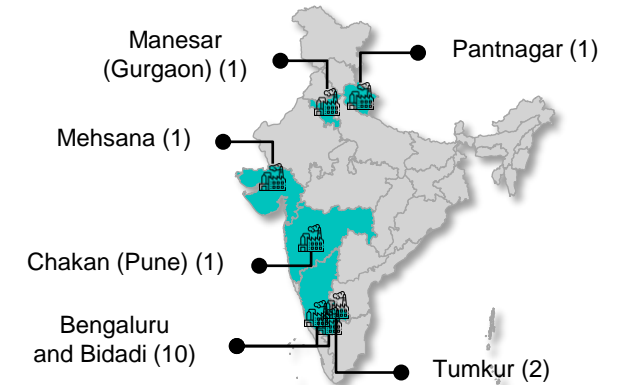 Manesar
(Gurgaon) (1)
Pantnagar (1)
Mehsana (1)
Chakan (Pune) (1)
Bengaluru
and Bidadi (10)
Tumkur (2)